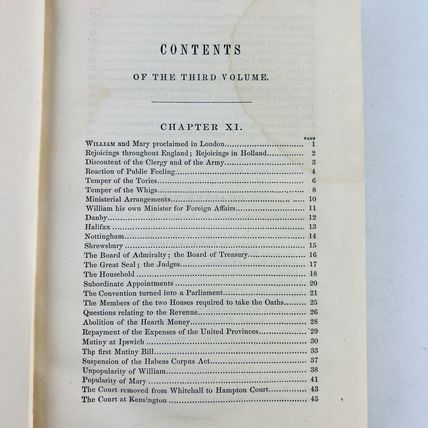 CONTENTS
OF THE THIRD VOLUME.
CHAPTER XI.
PAGE
WILLIAM and Mary proclaimed in London 1
Rejoicings throughout England; Rejoicings in Holland 2
Discontent of the Clergy and of the Army 3
Reaction of Public Feeling 4
Temper of the Tories 6
Temper of the Whigs 8
Ministerial Arrangements 10
William his own Minister for Foreign Affairs 11
Danby 12
Halifax 13
Nottingham 14
Shrewsbury 15
The Board of Admiralty; the Board of Treasury 16
The Great Seal; the Judges 17
The Household 18
Subordinate Appointments 20
The Convention turned into a Parliament 21
The Members of the two Houses required to take the Oaths 25
Questions relating to the Revenue 26
Abolition of the Hearth Money 28
Repayment of the Expenses of the United Provinces 29
Mutiny at Ipswich 30
The first Mutiny Bill 33
Suspension of the Habeas Corpus Act 37
Unpopularity of William 38
Popularity of Mary 41
The Court removed from Whitehall to Hampton Court 43
The Court at Kensington 45